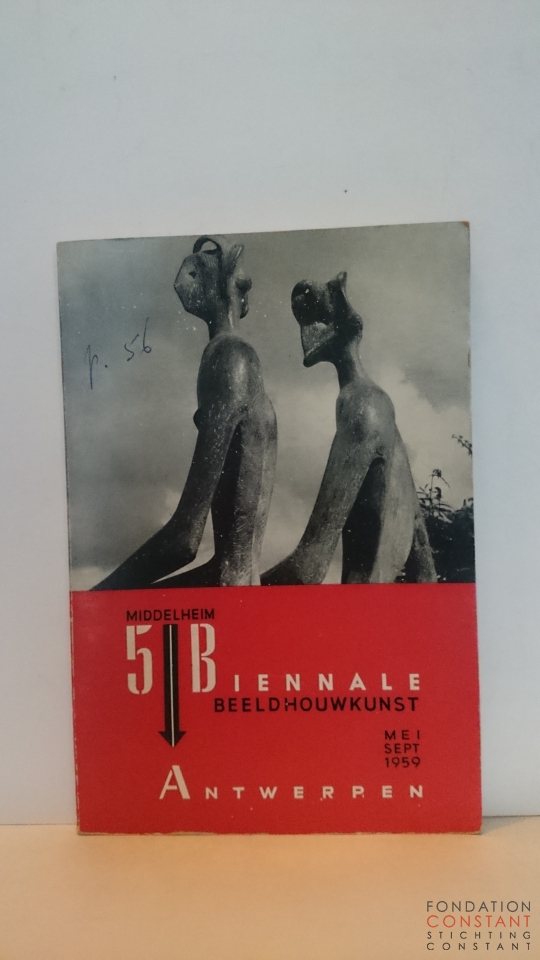 p. 56
MIDDELHEIM
5 BIENNALE
BEELDHOUWKUNST
MEI
SEPT
1959
ANTWERPEN
FONDATION
CONSTANT
STICHTING
CONSTANT